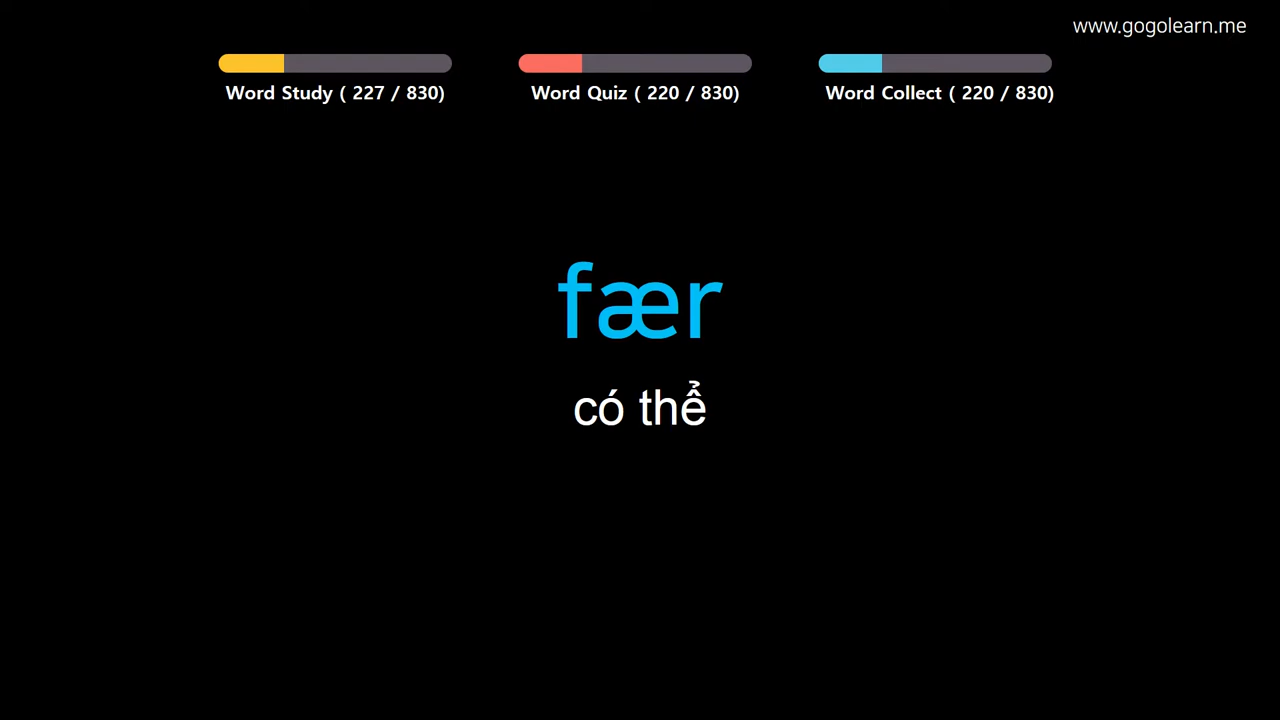 www.gogolearn.me
Word Study ( 227 / 830)
Word Quiz ( 220 / 830)
Word Collect ( 220 / 830)
fær
có thể